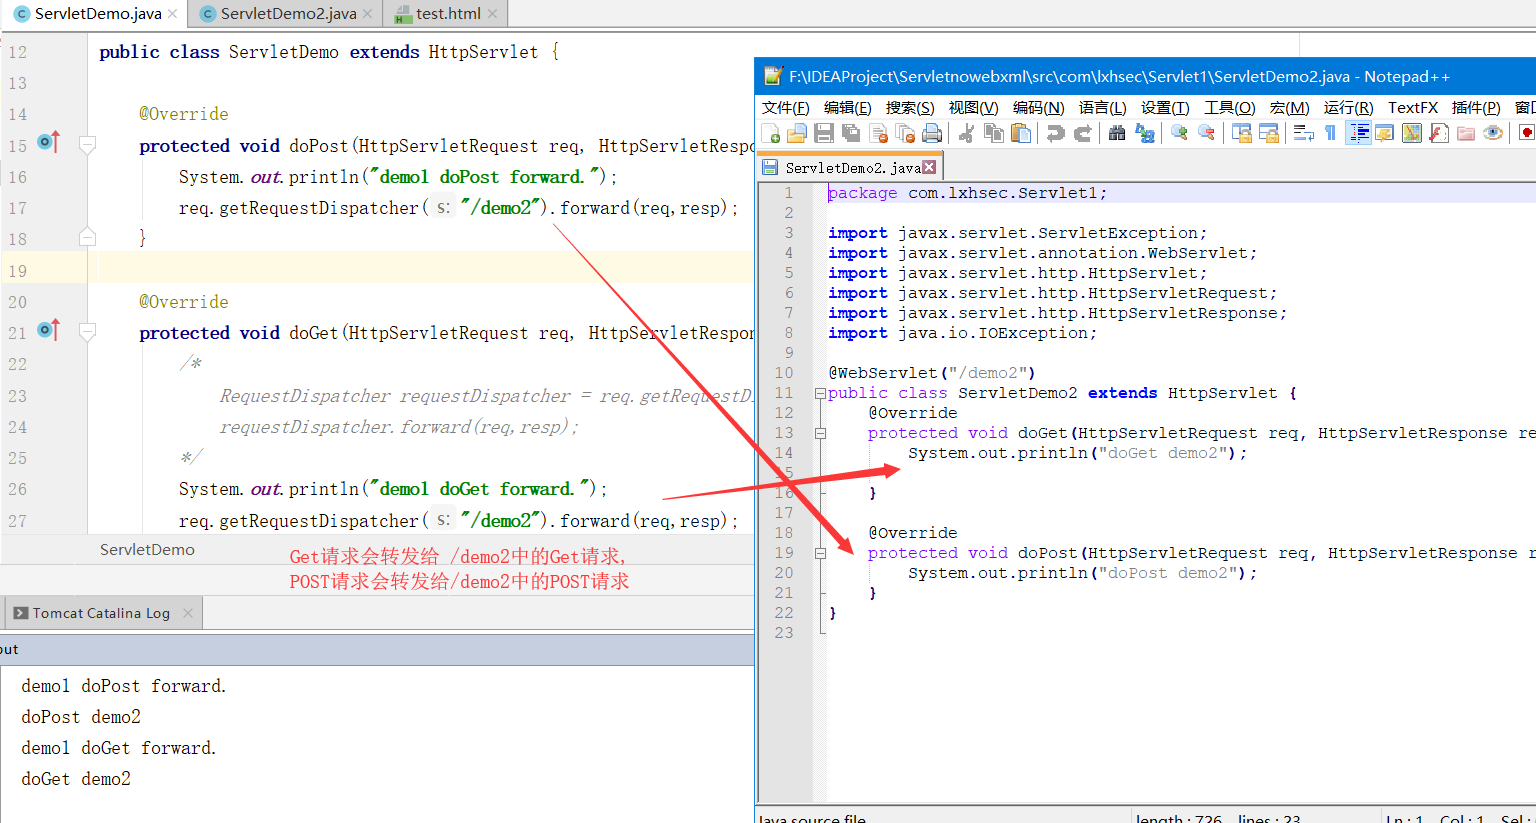 ServletDemo.java ServletDemo2.java test.html
12 public class ServletDemo extends HttpServlet {
13
14 @Override
15 protected void doPost(HttpServletRequest req, HttpServletRespo
16 System.out.println("demo1 doPost forward.");
17 req.getRequestDispatcher( s: "/demo2").forward(req,resp);
18 }
19
20 @Override
21 protected void doGet(HttpServletRequest req, HttpServletRespon
22 /*
23 RequestDispatcher requestDispatcher = req.getRequestD
24 requestDispatcher.forward(req,resp);
25 */
26 System.out.println("demo1 doGet forward.");
27 req.getRequestDispatcher( s: "/demo2").forward(req,resp);
ServletDemo
Get请求会转发给 /demo2中的Get请求,
POST请求会转发给/demo2中的POST请求
Tomcat Catalina Log
out
demo1 doPost forward.
doPost demo2
demo1 doGet forward.
doGet demo2
F:\IDEAProject\Servletnowebxml\src\com\lxhsec\Servlet1\ServletDemo2.java - Notepad++
文件(F) 编辑(E) 搜索(S) 视图(V) 编码(N) 语言(L) 设置(T) 工具(O) 宏(M) 运行(R) TextFX 插件(P) 窗口
ServletDemo2.java
1 package com.lxhsec.Servlet1;
2
3 import javax.servlet.ServletException;
4 import javax.servlet.annotation.WebServlet;
5 import javax.servlet.http.HttpServlet;
6 import javax.servlet.http.HttpServletRequest;
7 import javax.servlet.http.HttpServletResponse;
8 import java.io.IOException;
9
10 @WebServlet("/demo2")
11 public class ServletDemo2 extends HttpServlet {
12 @Override
13 protected void doGet(HttpServletRequest req, HttpServletResponse re
14 System.out.println("doGet demo2");
15
16 }
17
18 @Override
19 protected void doPost(HttpServletRequest req, HttpServletResponse r
20 System.out.println("doPost demo2");
21 }
22 }
23
Java source file length : 726 lines : 23 Ln : 1 Col : 1 Sel :